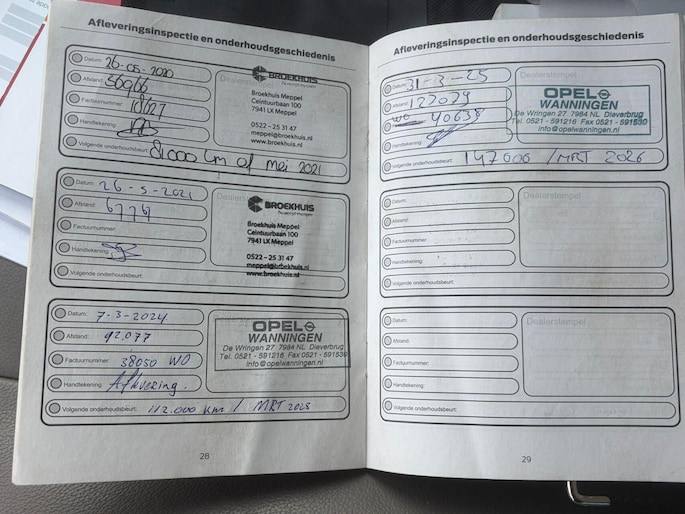 Afleveringsinspectie en onderhoudsgeschiedenis
Datum: 26-05-2020
Afstand:
Factuurnummer:
Handtekening:
Volgende onderhoudsbeurt: 81000 km of Mei 2021
Dealerstempel
BROEKHUIS
Broekhuis Meppel
Ceintuurbaan 100
7941 LX Meppel
0522 - 25 31 47
meppel@broekhuis.nl
www.broekhuis.nl
Datum: 26-5-2021
Afstand:
Factuurnummer:
Handtekening:
Volgende onderhoudsbeurt:
BROEKHUIS
Broekhuis Meppel
Ceintuurbaan 100
7941 LX Meppel
0522 - 25 31 47
meppel@broekhuis.nl
www.broekhuis.nl
Datum: 7-3-2024
Afstand: 92.077
Factuurnummer: 38050 WO
Handtekening: Aflevering.
Volgende onderhoudsbeurt: 112.000 km / MRT 2025
OPEL
WANNINGEN
De Wringen 27 7984 NL Dieverbrug
Tel. 0521 - 591216 Fax 0521 - 591530
info@opelwanningen.nl
28
Afleveringsinspectie en onderhoudsgeschiedenis
Datum: 31-3-25
Afstand: 122079
WO 40638
Handtekening:
Volgende onderhoudsbeurt: 147000 / MRT 2026
Dealerstempel
OPEL
WANNINGEN
De Wringen 27 7984 NL Dieverbrug
Tel. 0521 - 591216 Fax 0521 - 591530
info@opelwanningen.nl
Datum:
Afstand:
Factuurnummer:
Handtekening:
Volgende onderhoudsbeurt:
Dealerstempel
Datum:
Afstand:
Factuurnummer:
Handtekening:
Volgende onderhoudsbeurt:
Dealerstempel
29